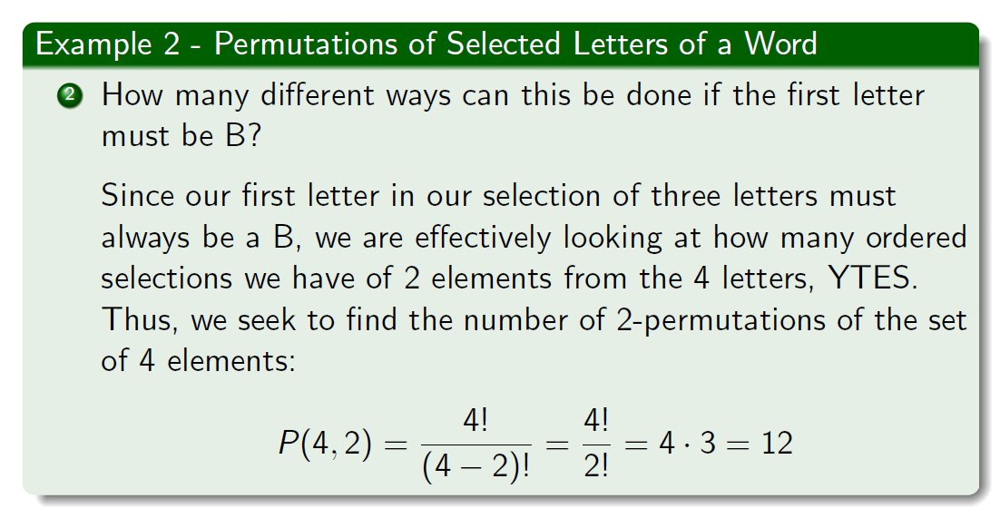 Example 2 - Permutations of Selected Letters of a Word
2 How many different ways can this be done if the first letter
must be B?
Since our first letter in our selection of three letters must
always be a B, we are effectively looking at how many ordered
selections we have of 2 elements from the 4 letters, YTES.
Thus, we seek to find the number of 2-permutations of the set
of 4 elements:
P(4, 2) = 4!/(4 − 2)! = 4!/2! = 4 · 3 = 12